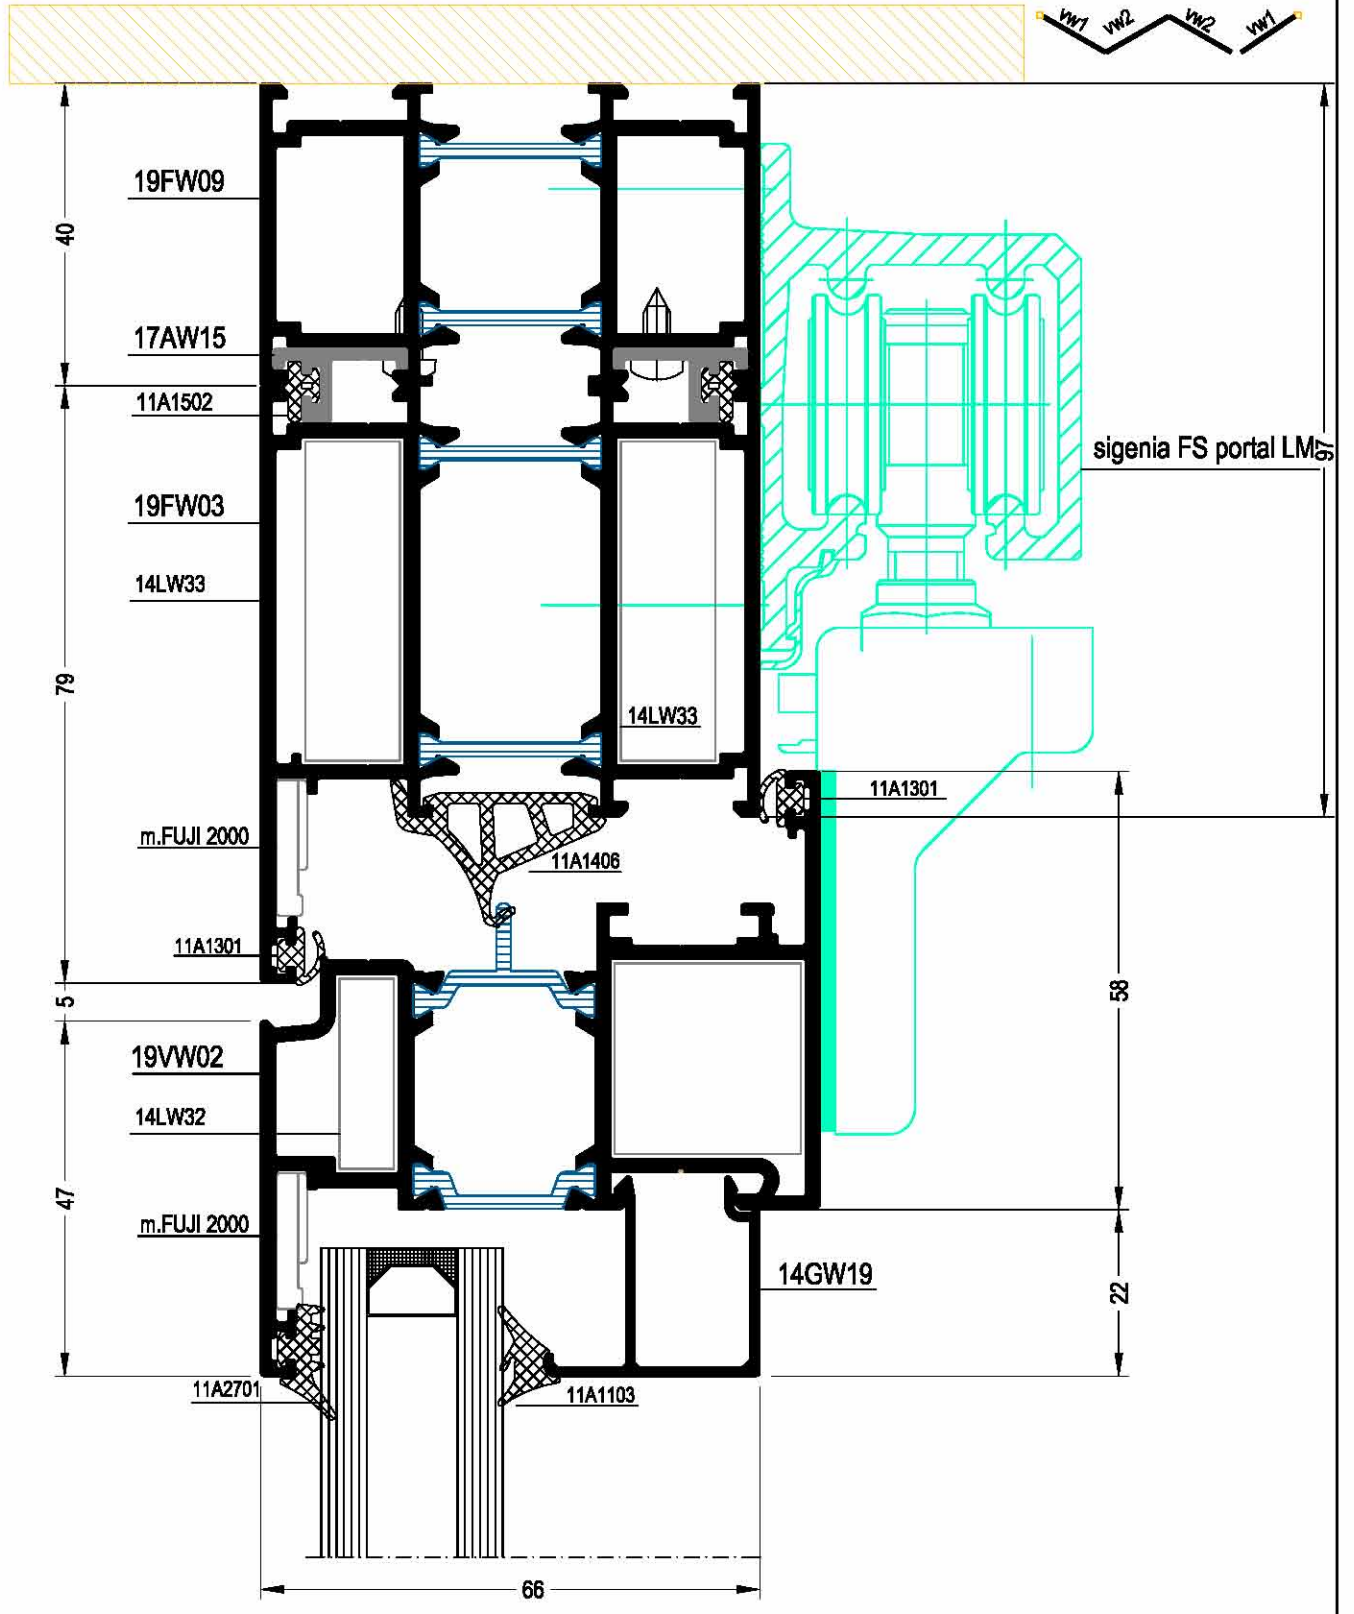 vw1 vw2 vw2 vw1
19FW09
40
17AW15
11A1502
sigenia FS portal LM
97
19FW03
14LW33
79
14LW33
11A1301
m.FUJI 2000
11A1406
11A1301
5
58
19VW02
14LW32
47
m.FUJI 2000
14GW19
22
11A2701
11A1103
66